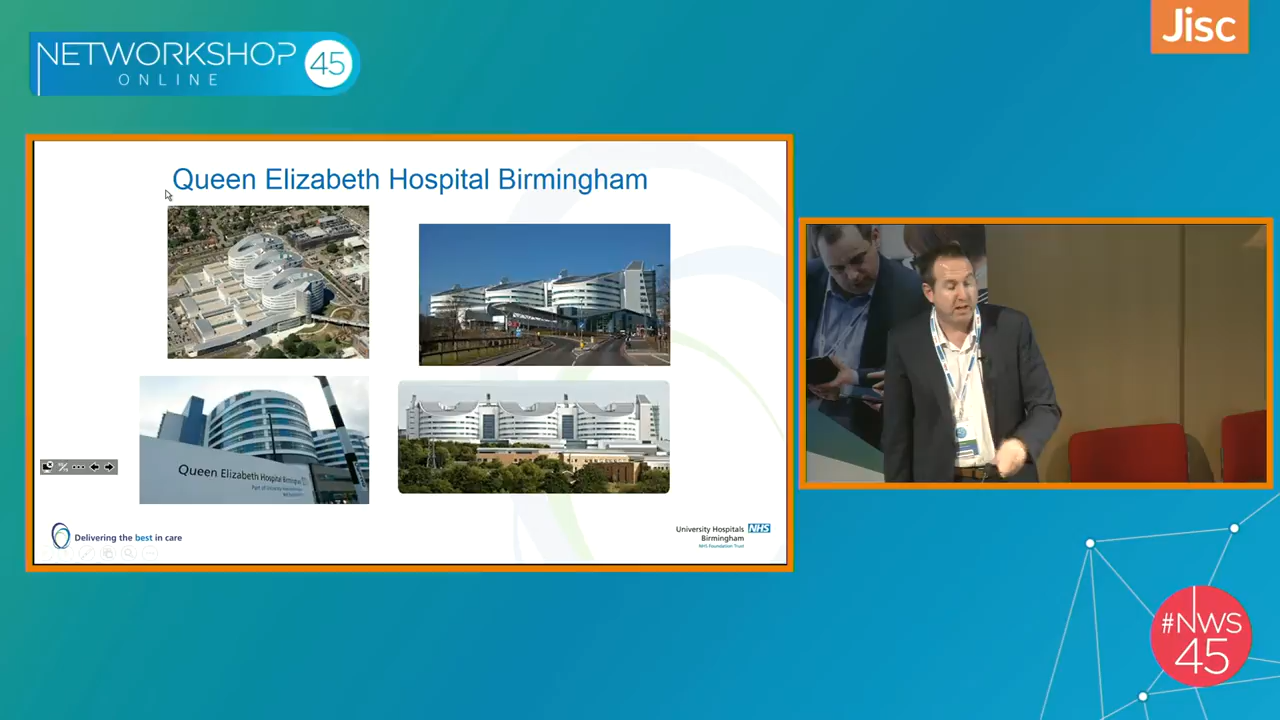 NETWORKSHOP
ONLINE
45
Jisc
Queen Elizabeth Hospital Birmingham
Queen Elizabeth Hospital Birmingham
Delivering the best in care
University Hospitals NHS
Birmingham
NHS Foundation Trust
#NWS
45